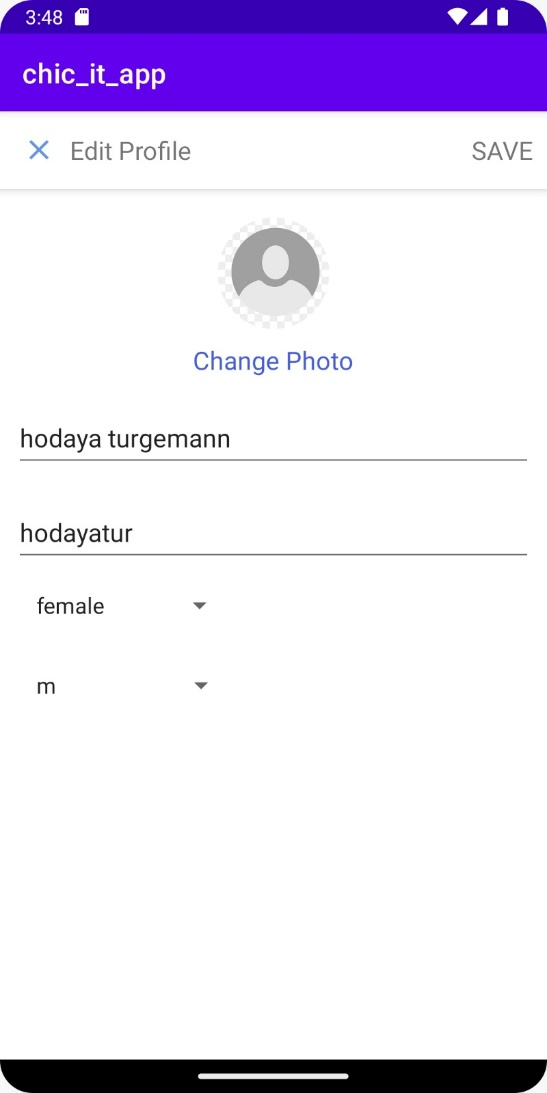 3:48
chic_it_app
Edit Profile SAVE
Change Photo
hodaya turgemann
hodayatur
female
m